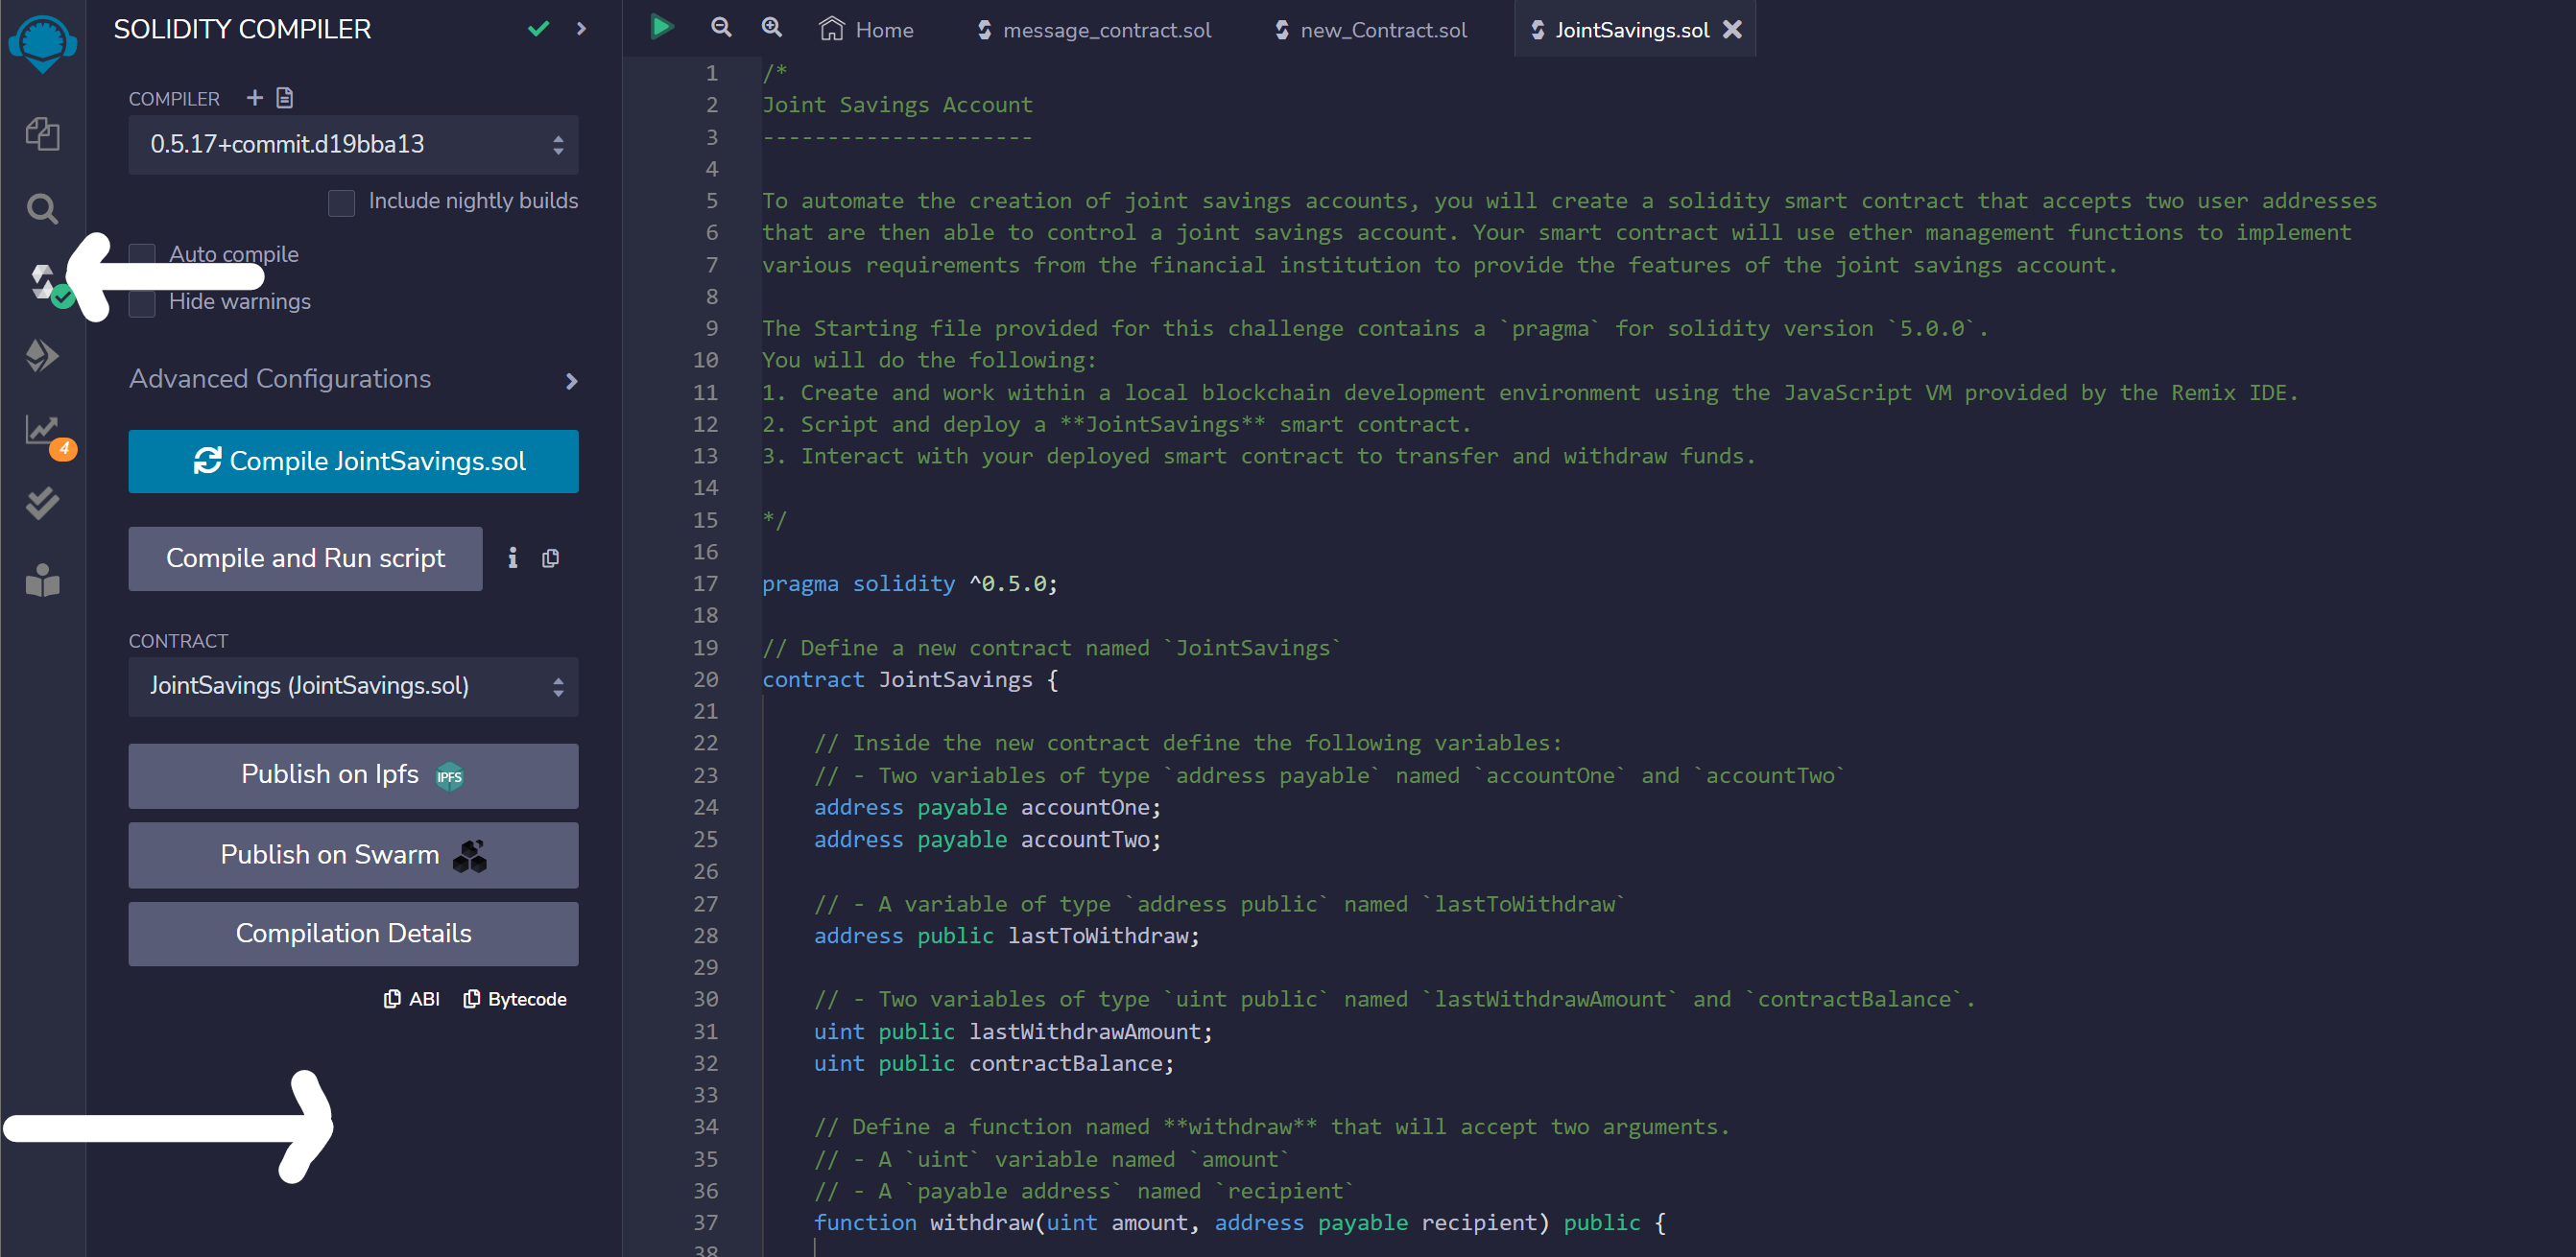 SOLIDITY COMPILER
COMPILER
0.5.17+commit.d19bba13
Include nightly builds
Auto compile
Hide warnings
Advanced Configurations
4
Compile JointSavings.sol
Compile and Run script
CONTRACT
JointSavings (JointSavings.sol)
Publish on Ipfs IPFS
Publish on Swarm
Compilation Details
ABI Bytecode
Home message_contract.sol new_Contract.sol JointSavings.sol
1 /*
2 Joint Savings Account
3 ---------------------
4
5 To automate the creation of joint savings accounts, you will create a solidity smart contract that accepts two user addresses
6 that are then able to control a joint savings account. Your smart contract will use ether management functions to implement
7 various requirements from the financial institution to provide the features of the joint savings account.
8
9 The Starting file provided for this challenge contains a `pragma` for solidity version `5.0.0`.
10 You will do the following:
11 1. Create and work within a local blockchain development environment using the JavaScript VM provided by the Remix IDE.
12 2. Script and deploy a **JointSavings** smart contract.
13 3. Interact with your deployed smart contract to transfer and withdraw funds.
14
15 */
16
17 pragma solidity ^0.5.0;
18
19 // Define a new contract named `JointSavings`
20 contract JointSavings {
21
22 // Inside the new contract define the following variables:
23 // - Two variables of type `address payable` named `accountOne` and `accountTwo`
24 address payable accountOne;
25 address payable accountTwo;
26
27 // - A variable of type `address public` named `lastToWithdraw`
28 address public lastToWithdraw;
29
30 // - Two variables of type `uint public` named `lastWithdrawAmount` and `contractBalance`.
31 uint public lastWithdrawAmount;
32 uint public contractBalance;
33
34 // Define a function named **withdraw** that will accept two arguments.
35 // - A `uint` variable named `amount`
36 // - A `payable address` named `recipient`
37 function withdraw(uint amount, address payable recipient) public {
38